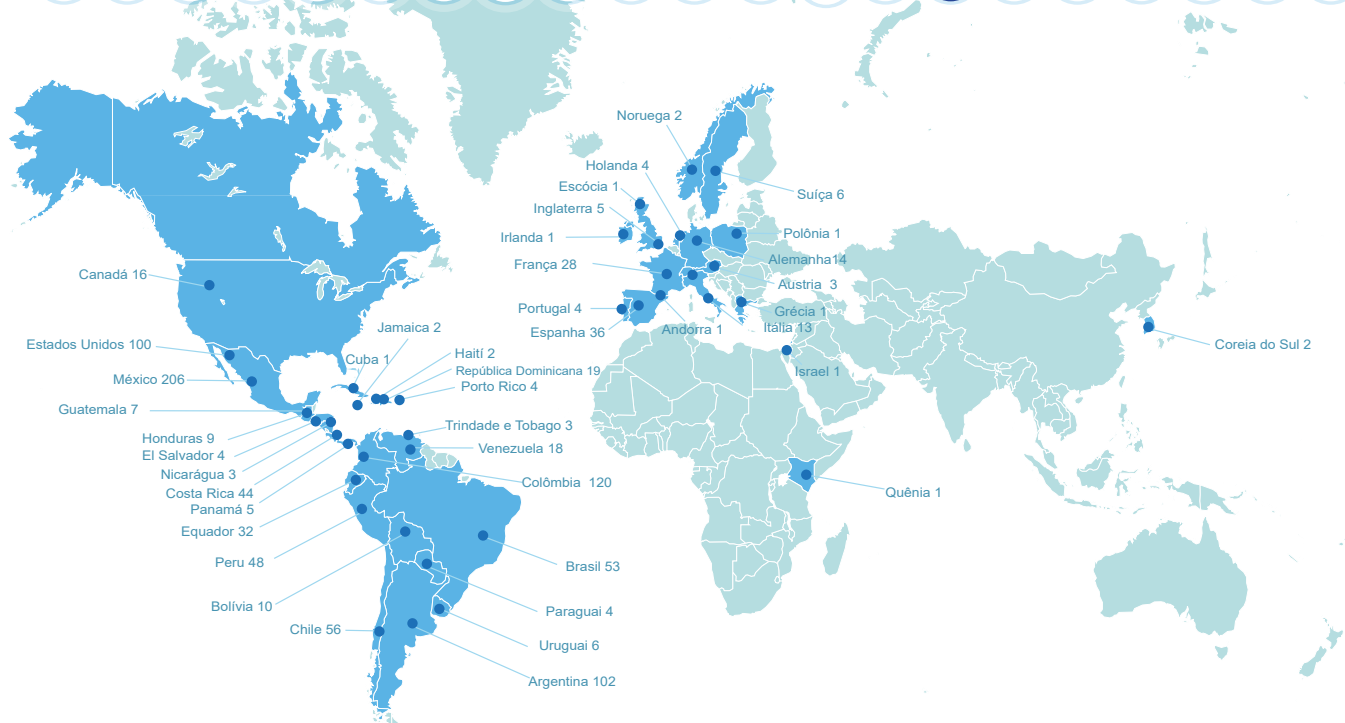 Noruega 2
Holanda 4
Escócia 1
Suíça 6
Inglaterra 5
Irlanda 1
Polônia 1
França 28
Alemanha14
Austria 3
Canadá 16
Portugal 4
Grécia 1
Jamaica 2
Espanha 36
Andorra 1
Itália 13
Estados Unidos 100
Coreia do Sul 2
Cuba 1
Haití 2
República Dominicana 19
Israel 1
México 206
Porto Rico 4
Guatemala 7
Trindade e Tobago 3
Honduras 9
Venezuela 18
El Salvador 4
Nicarágua 3
Colômbia 120
Costa Rica 44
Quênia 1
Panamá 5
Equador 32
Peru 48
Brasil 53
Bolívia 10
Paraguai 4
Chile 56
Uruguai 6
Argentina 102